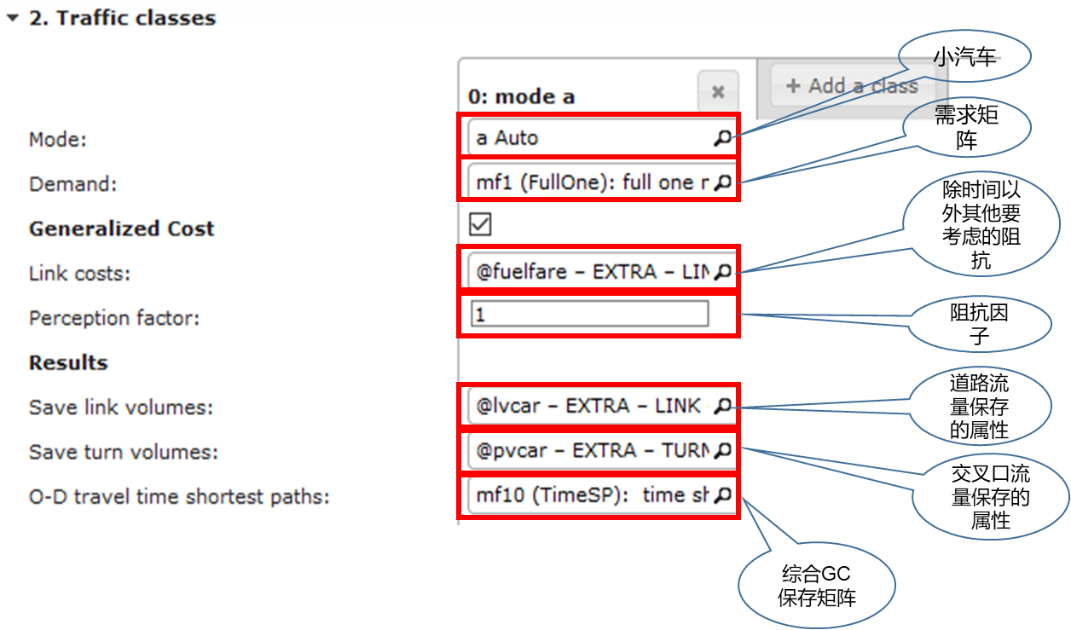 2. Traffic classes
小汽车
+ Add a class
0: mode a
×
需求矩
阵
Mode:
a Auto
Demand:
mf1 (FullOne): full one r
除时间以
外其他要
考虑的阻
抗
Generalized Cost
Link costs:
@fuelfare – EXTRA – LIN
Perception factor:
1
阻抗因
子
Results
道路流
量保存
的属性
Save link volumes:
@lvcar – EXTRA – LINK
Save turn volumes:
@pvcar – EXTRA – TURN
交叉口流
量保存的
属性
O-D travel time shortest paths:
mf10 (TimeSP): time sh
综合GC
保存矩阵